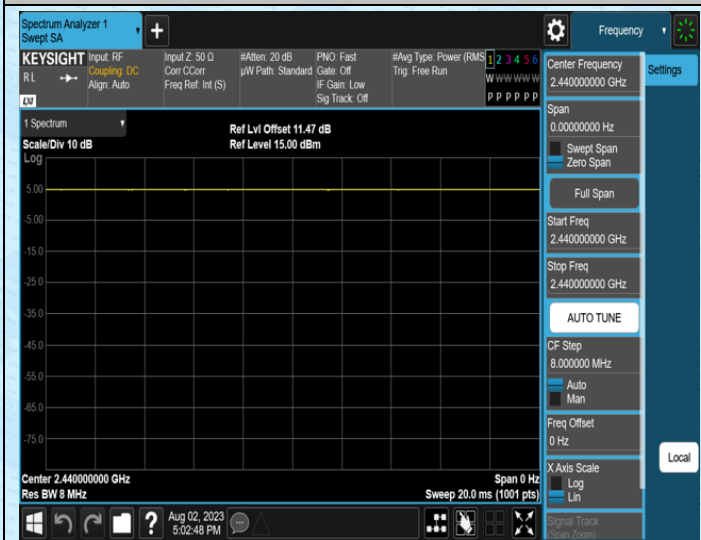 Spectrum Analyzer 1
Swept SA
Frequency
KEYSIGHT
RL
LXI
Input: RF
Coupling: DC
Align: Auto
Input Z: 50 Ω
Corr CCorr
Freq Ref: Int (S)
#Atten: 20 dB
µW Path: Standard
PNO: Fast
Gate: Off
IF Gain: Low
Sig Track: Off
#Avg Type: Power (RMS
Trig: Free Run
1 2 3 4 5 6
W W W W W W
P P P P P P
1 Spectrum
Scale/Div 10 dB
Log
Ref Lvl Offset 11.47 dB
Ref Level 15.00 dBm
5.00
-5.00
-15.0
-25.0
-35.0
-45.0
-55.0
-65.0
-75.0
Center 2.440000000 GHz
Res BW 8 MHz
Span 0 Hz
Sweep 20.0 ms (1001 pts)
Aug 02, 2023
5:02:48 PM
Center Frequency
2.440000000 GHz
Settings
Span
0.00000000 Hz
Swept Span
Zero Span
Full Span
Start Freq
2.440000000 GHz
Stop Freq
2.440000000 GHz
AUTO TUNE
CF Step
8.000000 MHz
Auto
Man
Freq Offset
0 Hz
X Axis Scale
Log
Lin
Local
Signal Track
(Span Zoom)